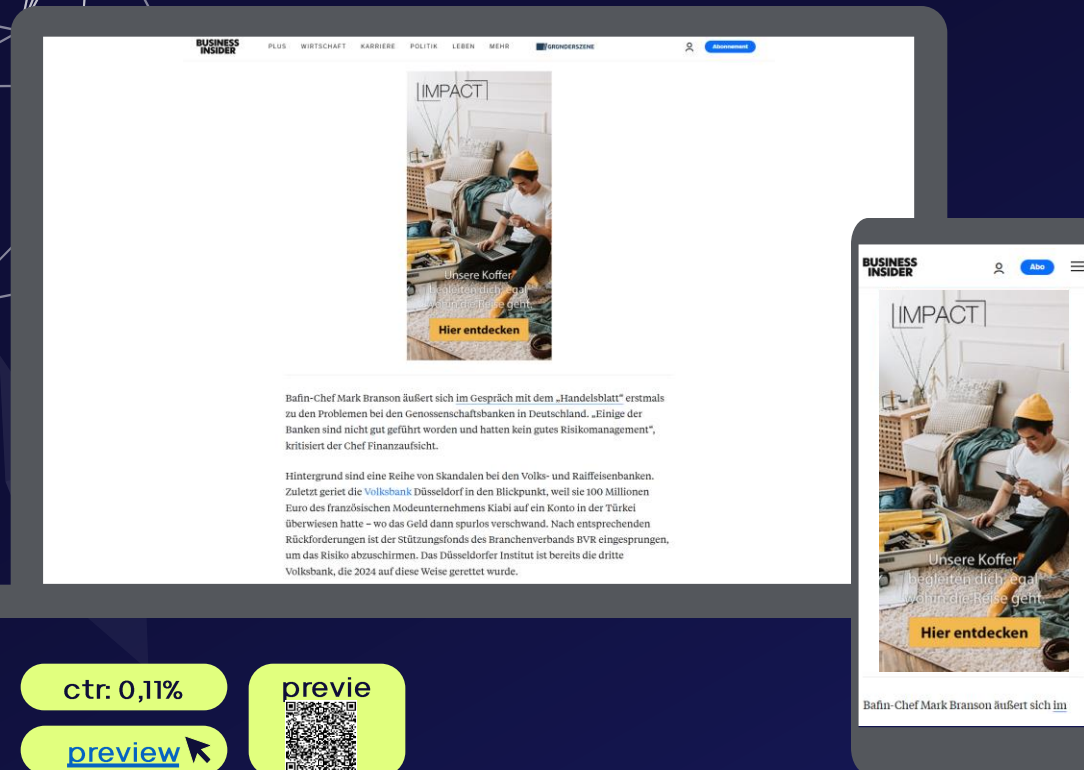 BUSINESS
INSIDER
PLUS WIRTSCHAFT KARRIERE POLITIK LEBEN MEHR GRÜNDERSZENE Abonnement
IMPACT
Unsere Koffer
begleiten dich, egal
wohin die Reise geht.
Hier entdecken
Bafin-Chef Mark Branson äußert sich im Gespräch mit dem „Handelsblatt“ erstmals
zu den Problemen bei den Genossenschaftsbanken in Deutschland. „Einige der
Banken sind nicht gut geführt worden und hatten kein gutes Risikomanagement“,
kritisiert der Chef Finanzaufsicht.
Hintergrund sind eine Reihe von Skandalen bei den Volks- und Raiffeisenbanken.
Zuletzt geriet die Volksbank Düsseldorf in den Blickpunkt, weil sie 100 Millionen
Euro des französischen Modeunternehmens Kiabi auf ein Konto in der Türkei
überwiesen hatte – wo das Geld dann spurlos verschwand. Nach entsprechenden
Rückforderungen ist der Stützungsfonds des Branchenverbands BVR eingesprungen,
um das Risiko abzuschirmen. Das Düsseldorfer Institut ist bereits die dritte
Volksbank, die 2024 auf diese Weise gerettet wurde.
BUSINESS
INSIDER
Abo
IMPACT
Unsere Koffer
begleiten dich, egal
wohin die Reise geht.
Hier entdecken
Bafin-Chef Mark Branson äußert sich im
ctr: 0,11%
preview
previe